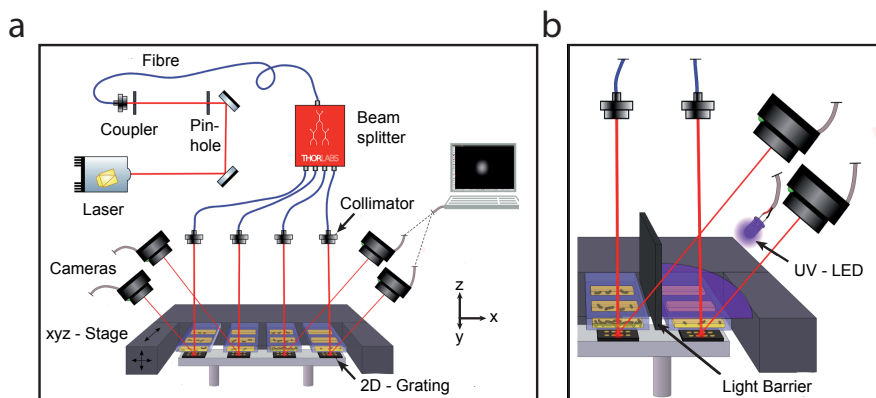 a
Fibre
Coupler
Pin-
hole
Beam
splitter
THORLABS
Laser
Collimator
Cameras
xyz - Stage
z
x
y
2D - Grating
b
UV - LED
Light Barrier